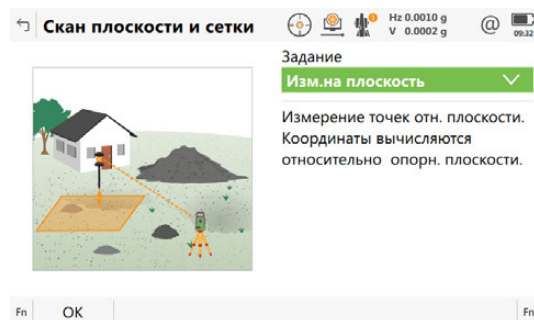 Скан плоскости и сетки
Hz 0.0010 g
V 0.0002 g
@
09:32
Задание
Изм.на плоскость
Измерение точек отн. плоскости.
Координаты вычисляются
относительно опорн. плоскости.
Fn OK Fn